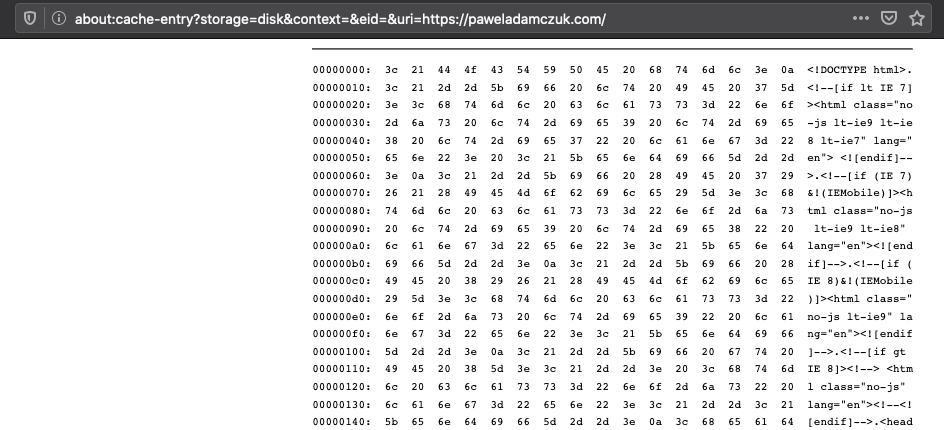 about:cache-entry?storage=disk&context=&eid=&uri=https://paweladamczuk.com/
00000000: 3c 21 44 4f 43 54 59 50 45 20 68 74 6d 6c 3e 0a <!DOCTYPE html>.
00000010: 3c 21 2d 2d 5b 69 66 20 6c 74 20 49 45 20 37 5d <!--[if lt IE 7]
00000020: 3e 3c 68 74 6d 6c 20 63 6c 61 73 73 3d 22 6e 6f ><html class="no
00000030: 2d 6a 73 20 6c 74 2d 69 65 39 20 6c 74 2d 69 65 -js lt-ie9 lt-ie
00000040: 38 20 6c 74 2d 69 65 37 22 20 6c 61 6e 67 3d 22 8 lt-ie7" lang="
00000050: 65 6e 22 3e 20 3c 21 5b 65 6e 64 69 66 5d 2d 2d en"> <![endif]--
00000060: 3e 0a 3c 21 2d 2d 5b 69 66 20 28 49 45 20 37 29 >.<!--[if (IE 7)
00000070: 26 21 28 49 45 4d 6f 62 69 6c 65 29 5d 3e 3c 68 &!(IEMobile)]><h
00000080: 74 6d 6c 20 63 6c 61 73 73 3d 22 6e 6f 2d 6a 73 tml class="no-js
00000090: 20 6c 74 2d 69 65 39 20 6c 74 2d 69 65 38 22 20 lt-ie9 lt-ie8"
000000a0: 6c 61 6e 67 3d 22 65 6e 22 3e 3c 21 5b 65 6e 64 lang="en"><![end
000000b0: 69 66 5d 2d 2d 3e 0a 3c 21 2d 2d 5b 69 66 20 28 if]-->.<!--[if (
000000c0: 49 45 20 38 29 26 21 28 49 45 4d 6f 62 69 6c 65 IE 8)&!(IEMobile
000000d0: 29 5d 3e 3c 68 74 6d 6c 20 63 6c 61 73 73 3d 22 )]><html class="
000000e0: 6e 6f 2d 6a 73 20 6c 74 2d 69 65 39 22 20 6c 61 no-js lt-ie9" la
000000f0: 6e 67 3d 22 65 6e 22 3e 3c 21 5b 65 6e 64 69 66 ng="en"><![endif
00000100: 5d 2d 2d 3e 0a 3c 21 2d 2d 5b 69 66 20 67 74 20 ]-->.<!--[if gt
00000110: 49 45 20 38 5d 3e 3c 21 2d 2d 3e 20 3c 68 74 6d IE 8]><!--> <htm
00000120: 6c 20 63 6c 61 73 73 3d 22 6e 6f 2d 6a 73 22 20 l class="no-js"
00000130: 6c 61 6e 67 3d 22 65 6e 22 3e 3c 21 2d 2d 3c 21 lang="en"><!--<!
00000140: 5b 65 6e 64 69 66 5d 2d 2d 3e 0a 3c 68 65 61 64 [endif]-->.<head